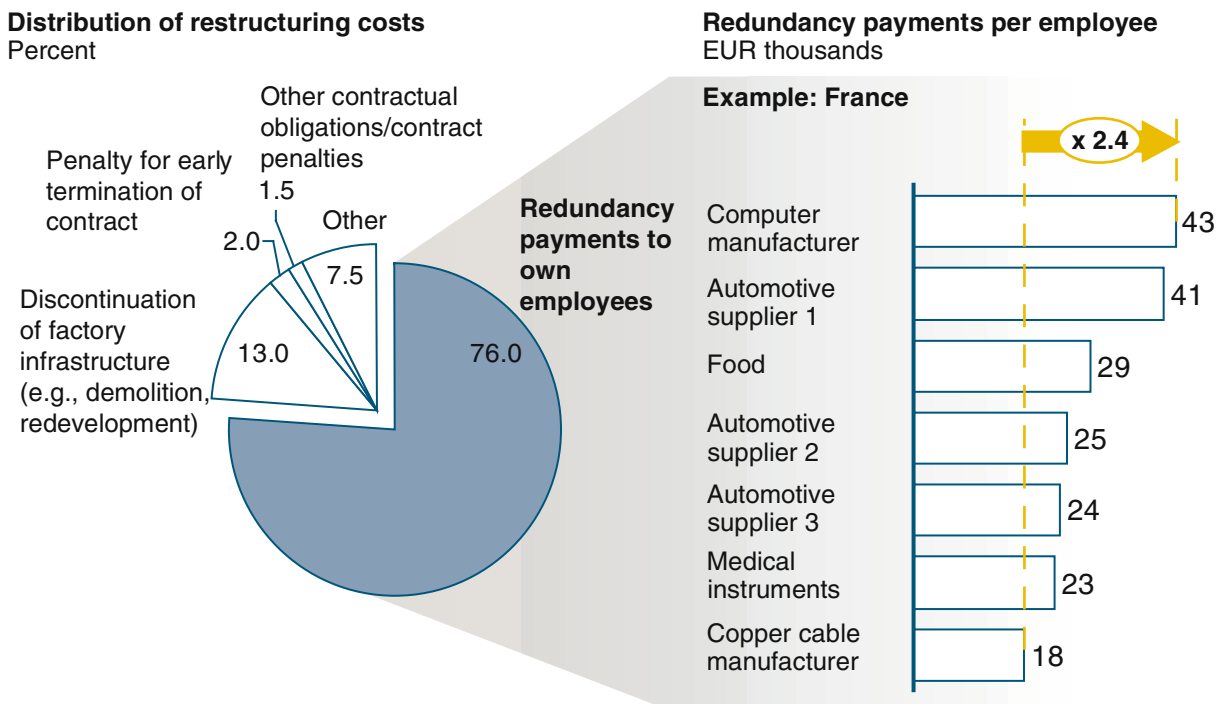 Distribution of restructuring costs
Percent
Other contractual
obligations/contract
penalties
1.5
Penalty for early
termination of
contract
2.0
Other
7.5
Discontinuation
of factory
infrastructure
(e.g., demolition,
redevelopment)
13.0
Redundancy
payments to
own
employees
76.0
Redundancy payments per employee
EUR thousands
Example: France
x 2.4
Computer
manufacturer
43
Automotive
supplier 1
41
Food
29
Automotive
supplier 2
25
Automotive
supplier 3
24
Medical
instruments
23
Copper cable
manufacturer
18